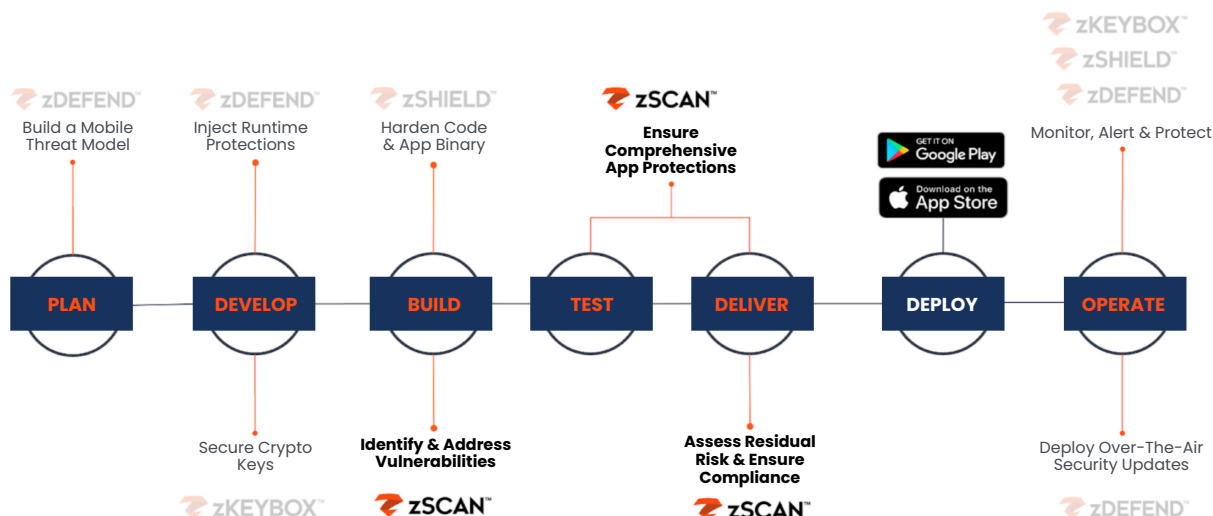 zKEYBOX™
zSHIELD™
zDEFEND™
Monitor, Alert & Protect
zDEFEND™
Build a Mobile
Threat Model
zDEFEND™
Inject Runtime
Protections
zSHIELD™
Harden Code
& App Binary
zSCAN™
Ensure
Comprehensive
App Protections
GET IT ON
Google Play
Download on the
App Store
PLAN
DEVELOP
BUILD
TEST
DELIVER
DEPLOY
OPERATE
Secure Crypto
Keys
zKEYBOX™
Identify & Address
Vulnerabilities
zSCAN™
Assess Residual
Risk & Ensure
Compliance
zSCAN™
Deploy Over-The-Air
Security Updates
zDEFEND™